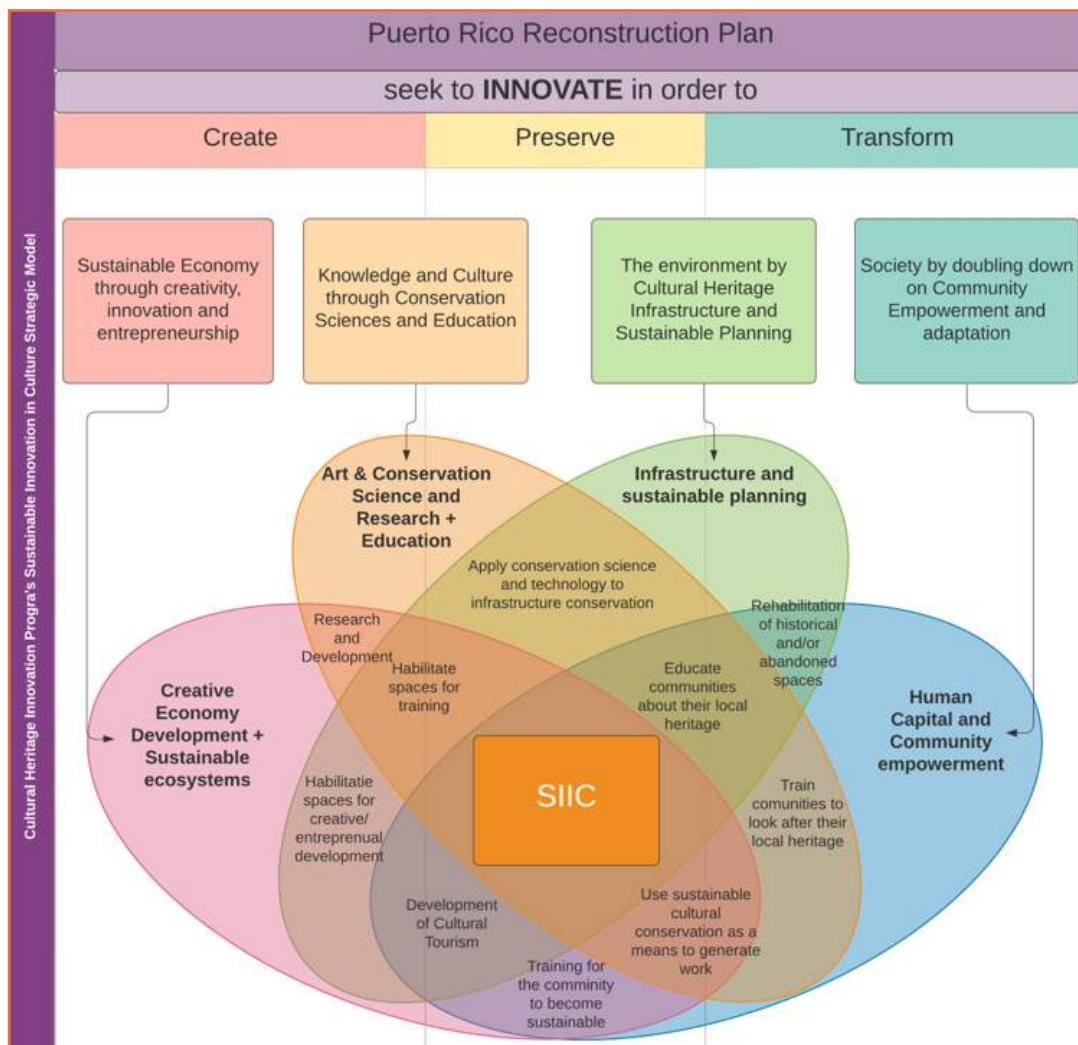 Cultural Heritage Innovation Progra's Sustainable Innovation in Culture Strategic Model
Puerto Rico Reconstruction Plan
seek to INNOVATE in order to
Create
Preserve
Transform
Sustainable Economy
through creativity,
innovation and
entrepreneurship
Knowledge and Culture
through Conservation
Sciences and Education
The environment by
Cultural Heritage
Infrastructure and
Sustainable Planning
Society by doubling down
on Community
Empowerment and
adaptation
Art & Conservation
Science and
Research +
Education
Infrastructure and
sustainable planning
Apply conservation science
and technology to
infrastructure conservation
Research
and
Development
Habilitate
spaces for
training
Educate
communities
about their local
heritage
Rehabilitation
of historical
and/or
abandoned
spaces
Creative
Economy
Development +
Sustainable
ecosystems
Human
Capital and
Community
empowerment
SIIC
Habilitatie
spaces for
creative/
entreprenual
development
Train
comunities to
look after their
local heritage
Development
of Cultural
Tourism
Use sustainable
cultural
conservation as a
means to generate
work
Training for
the comminity
to become
sustainable